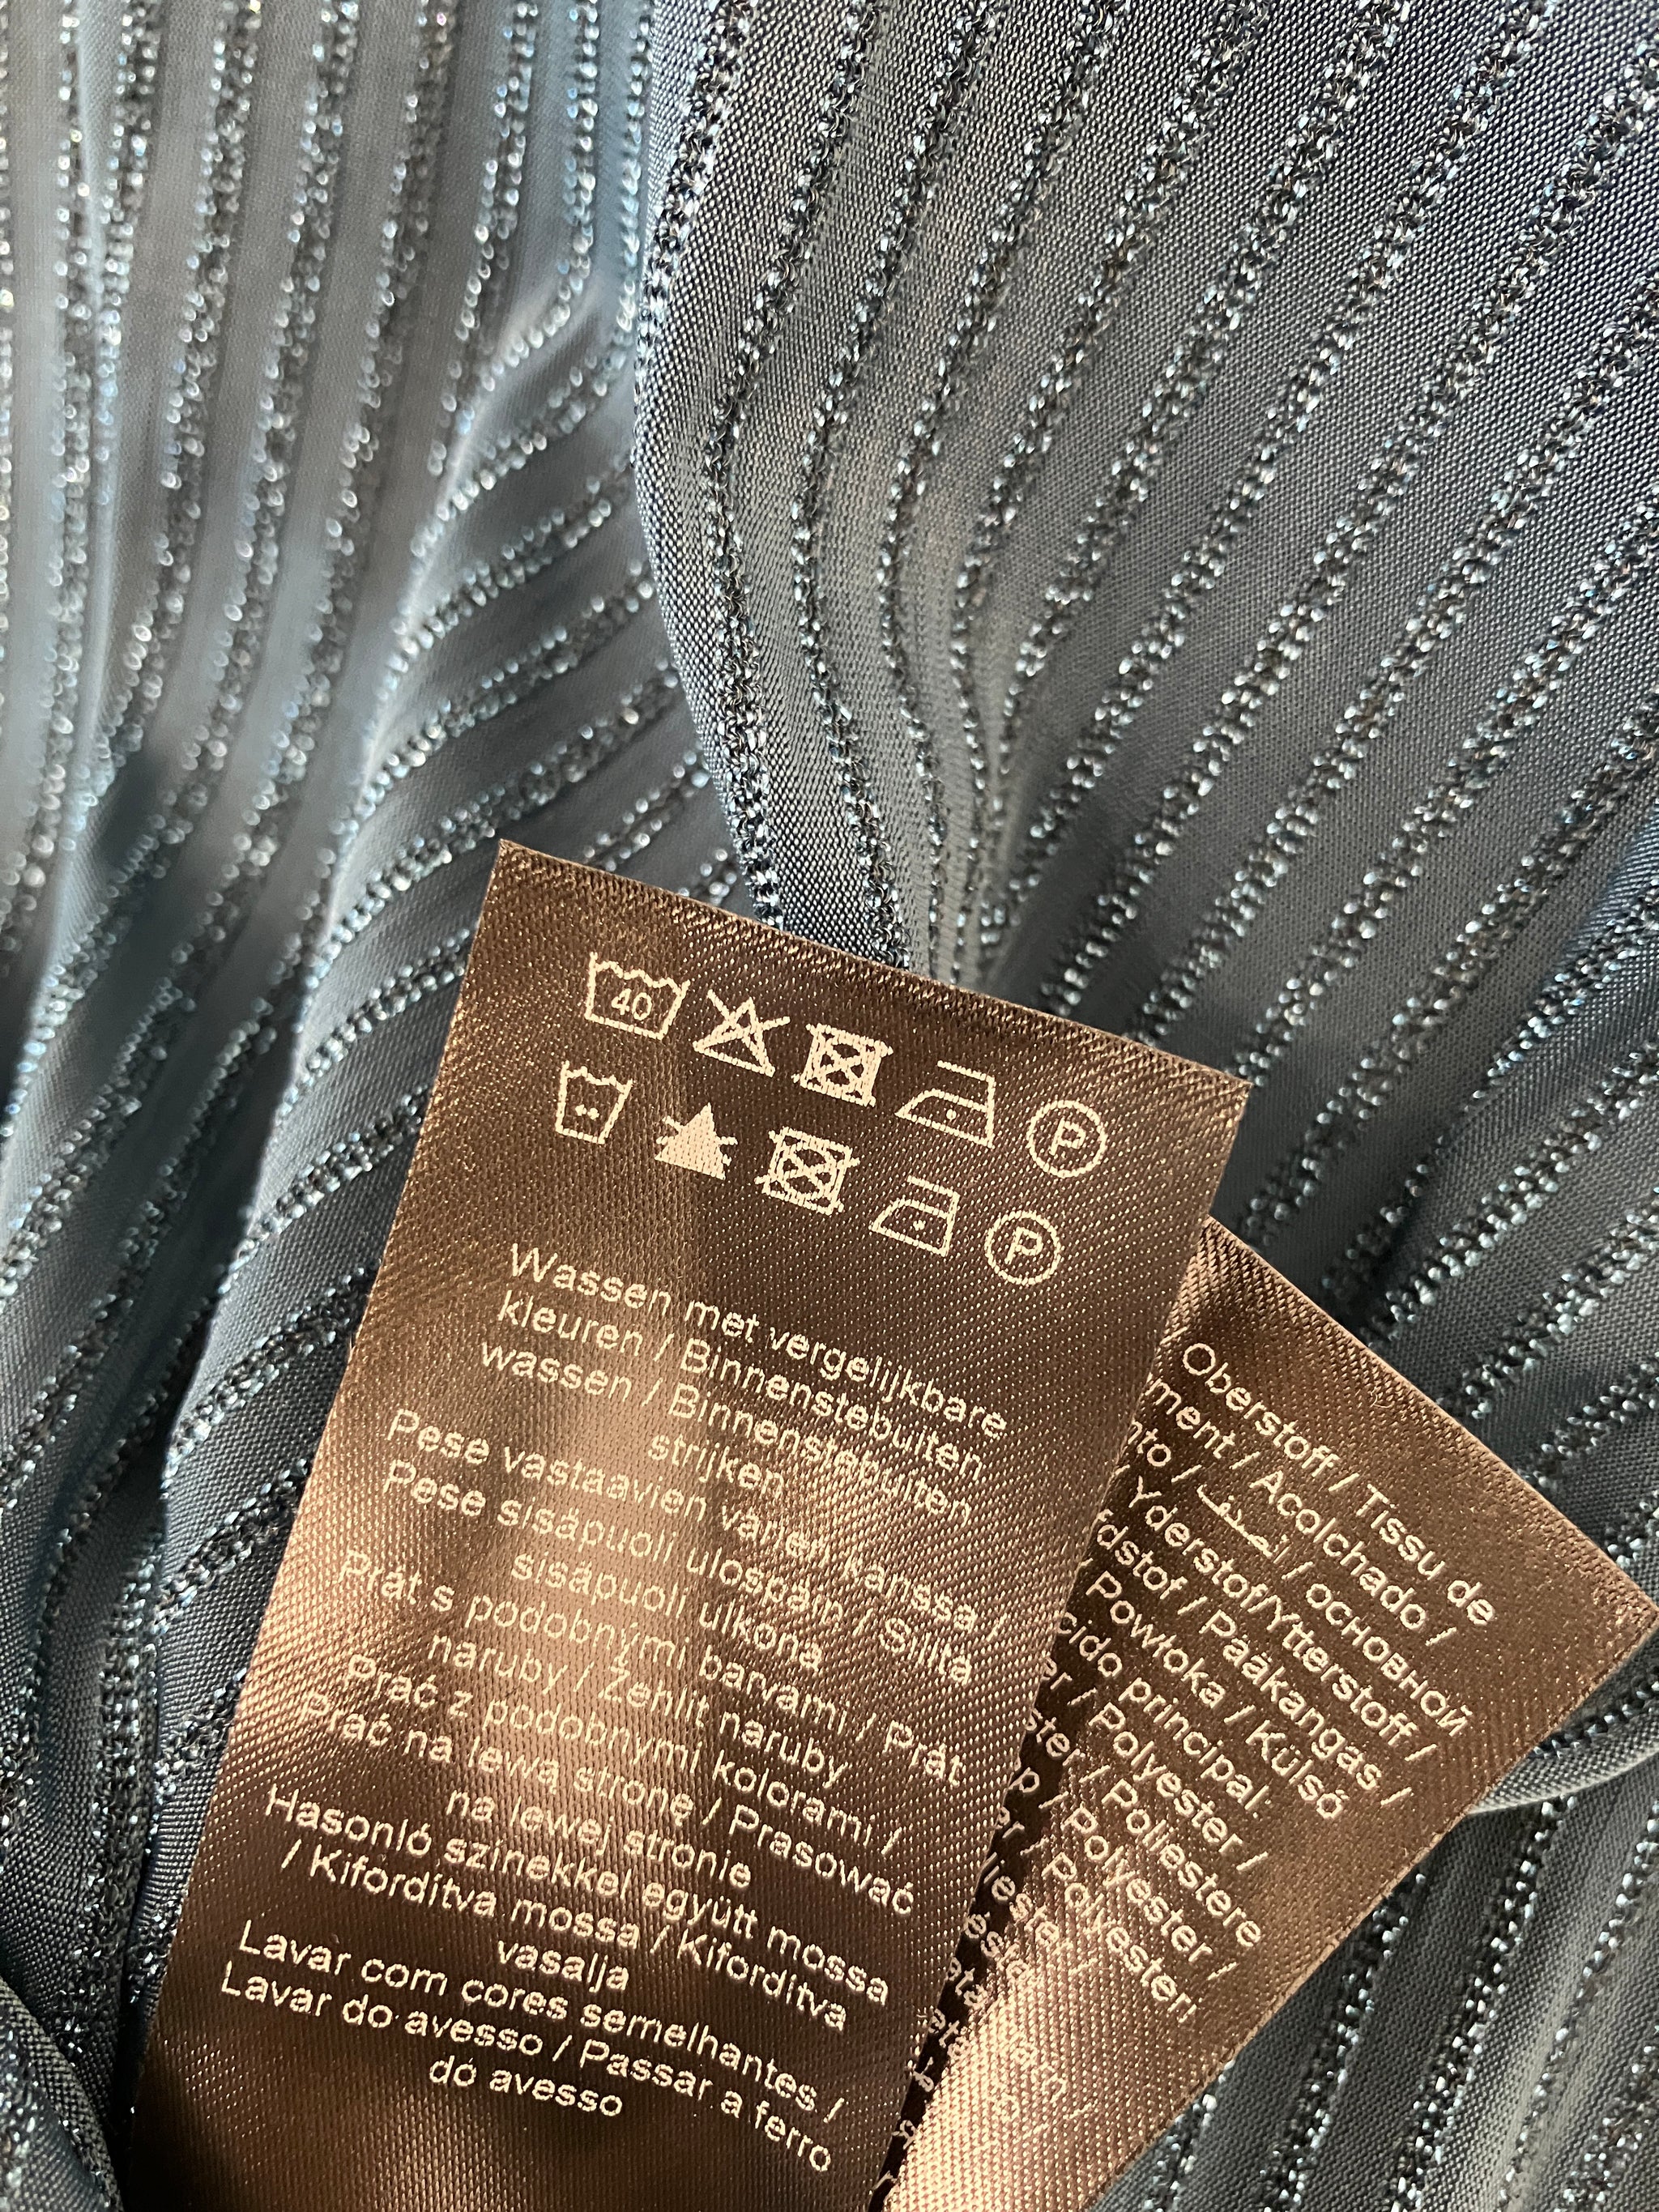 40
P
P
Wassen met vergelijkbare
kleuren / Binnenstebuiten
wassen / Binnenstebuiten
strijken
Pese vastaavien värien kanssa /
Pese sisäpuoli ulospäin / Silitä
sisäpuoli ulkona
Prát s podobnými barvami / Prát
naruby / Žehlit naruby
Prać z podobnymi kolorami /
Prać na lewą stronę / Prasować
na lewej stronie
Hasonló színekkel együtt mossa
/ Kifordítva mossa / Kifordítva
vasalja
Lavar com cores semelhantes /
Lavar do avesso / Passar a ferro
do avesso
Oberstoff / Tissu de
/ Acolchado /
/ основной
Yderstof/Ytterstoff /
/ Pääkangas /
Powłoka / Külső
principal:
/ Polyester /
/ Poliestere
/ Polyester /
/ Polyester;